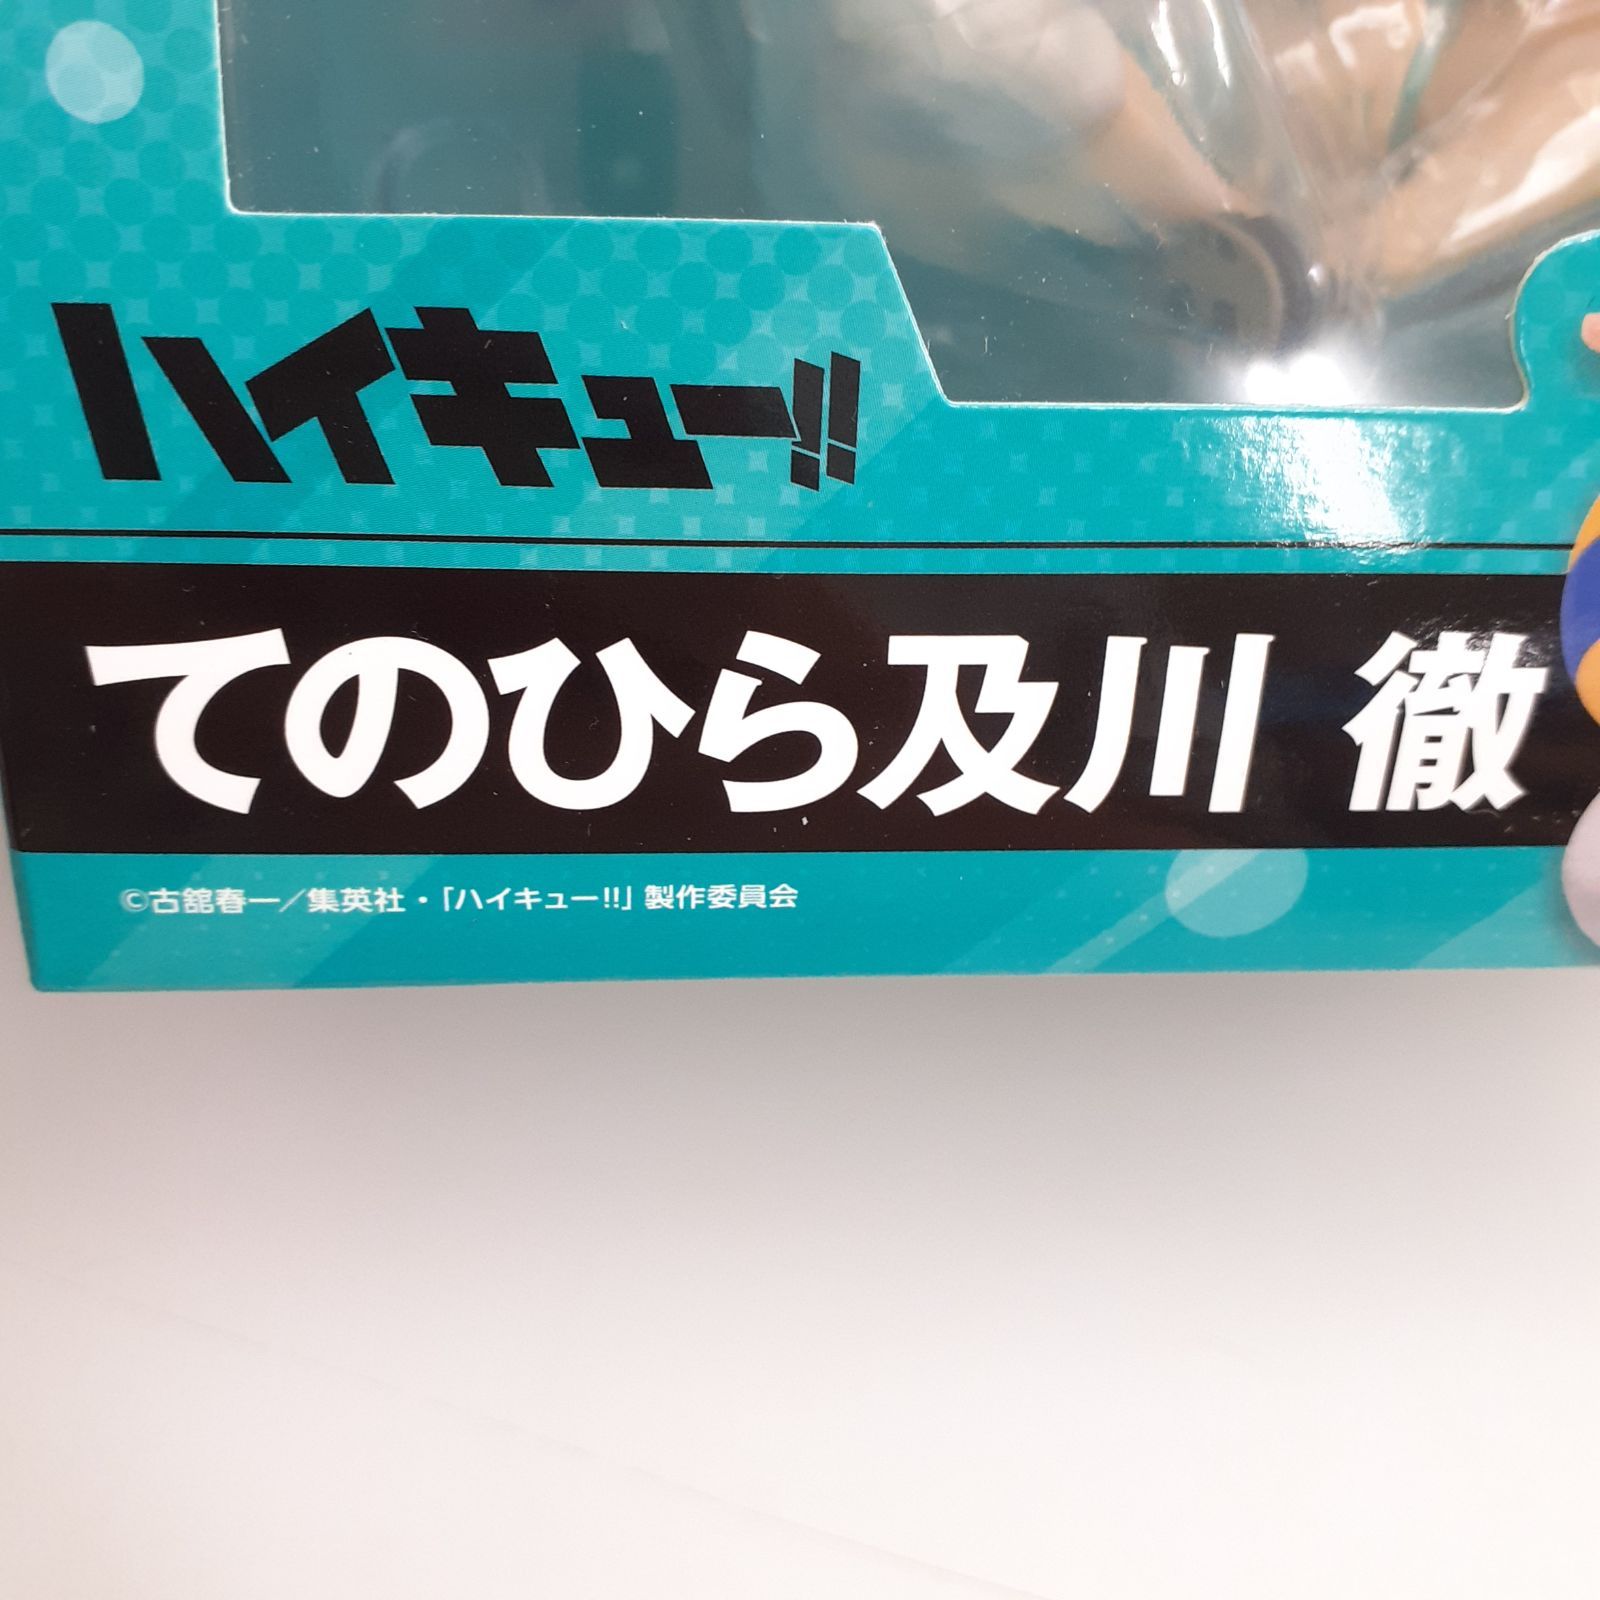 ハイキュー!!
てのひら及川 徹
©古舘春一／集英社・「ハイキュー!!」製作委員会